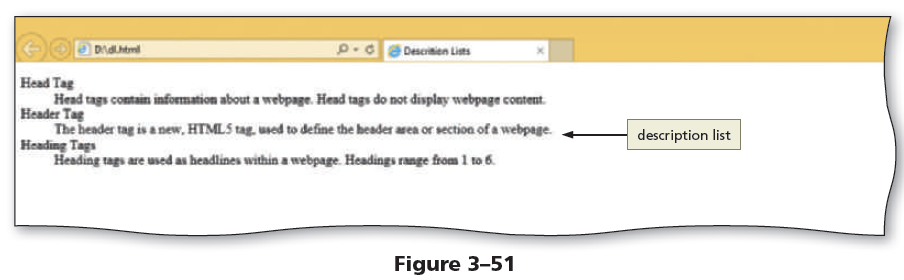 D:\dl.html
Descrition Lists
Head Tag
Head tags contain information about a webpage. Head tags do not display webpage content.
Header Tag
The header tag is a new, HTML5 tag, used to define the header area or section of a webpage.
description list
Heading Tags
Heading tags are used as headlines within a webpage. Headings range from 1 to 6.
Figure 3–51